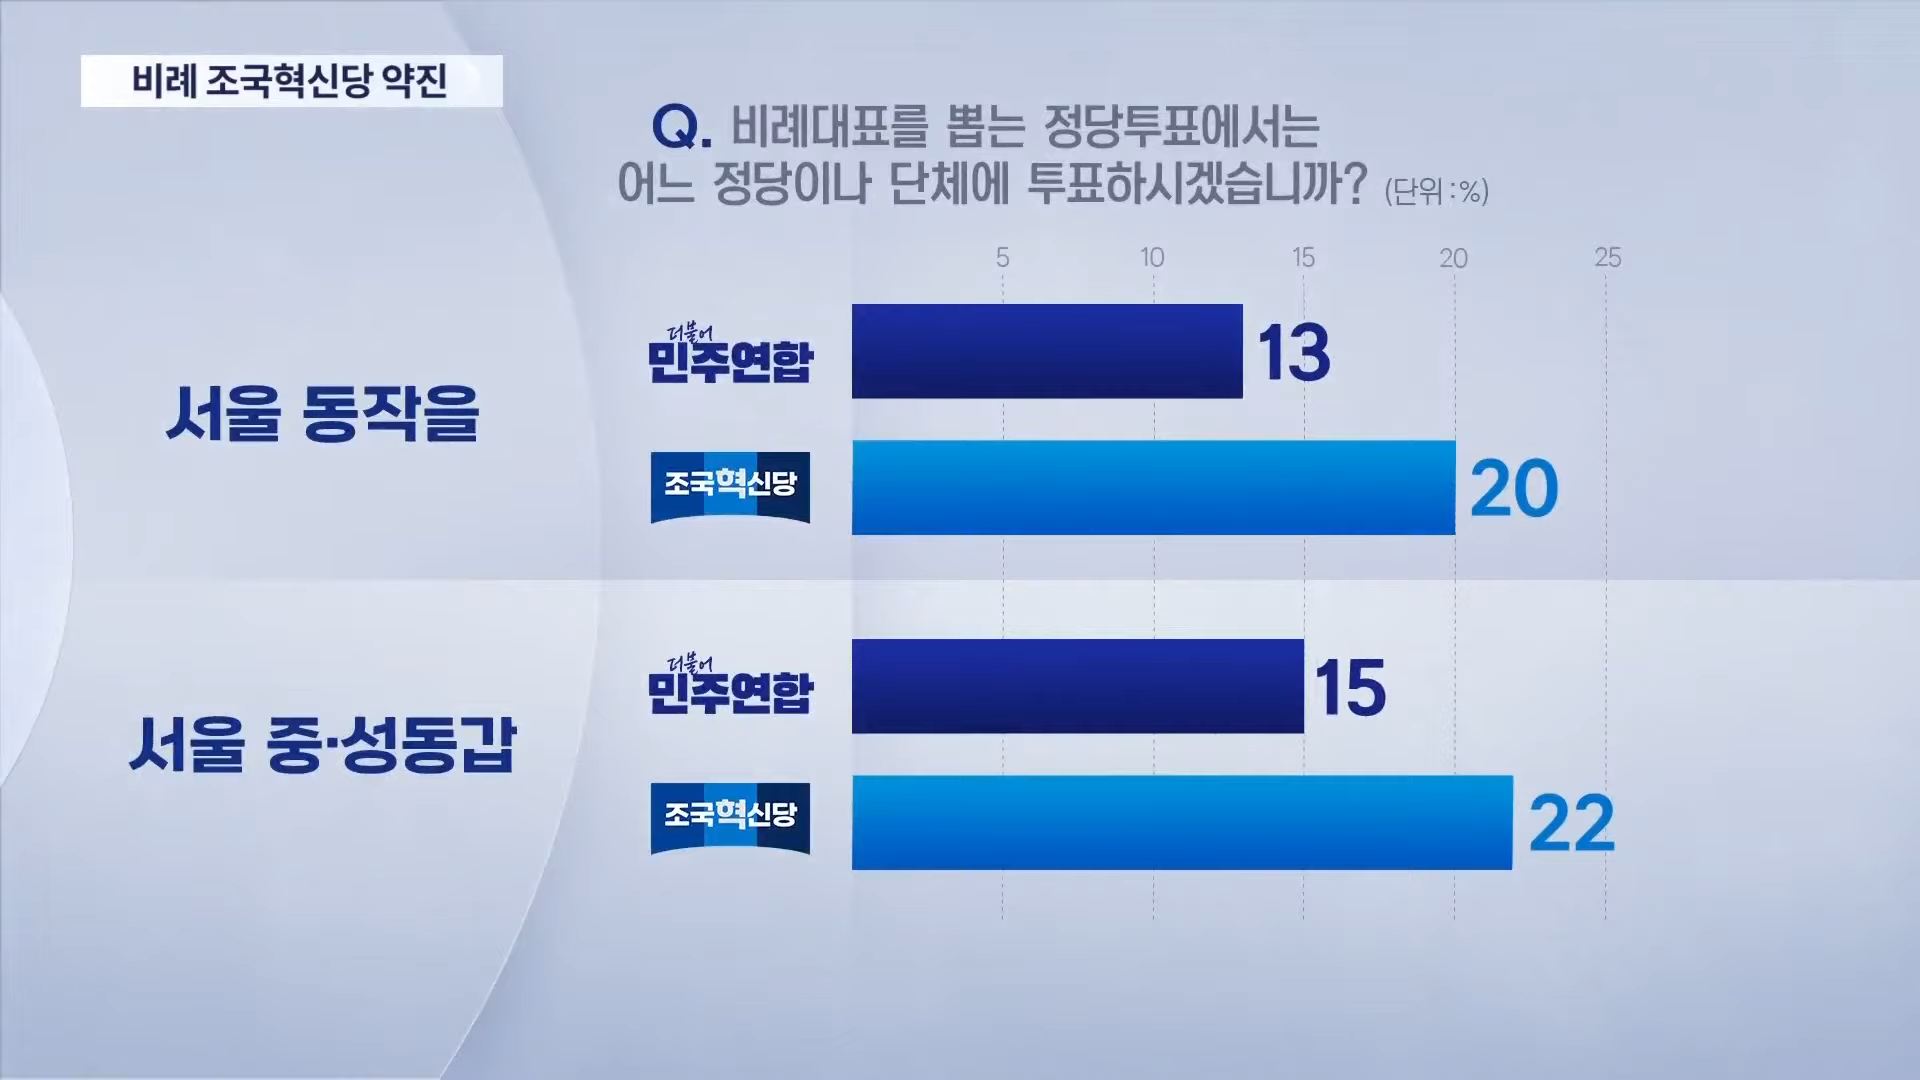 비례 조국혁신당 약진
Q. 비례대표를 뽑는 정당투표에서는
어느 정당이나 단체에 투표하시겠습니까? (단위:%)
5 10 15 20 25
서울 동작을
더불어
민주연합
13
조국혁신당
20
서울 중·성동갑
더불어
민주연합
15
조국혁신당
22